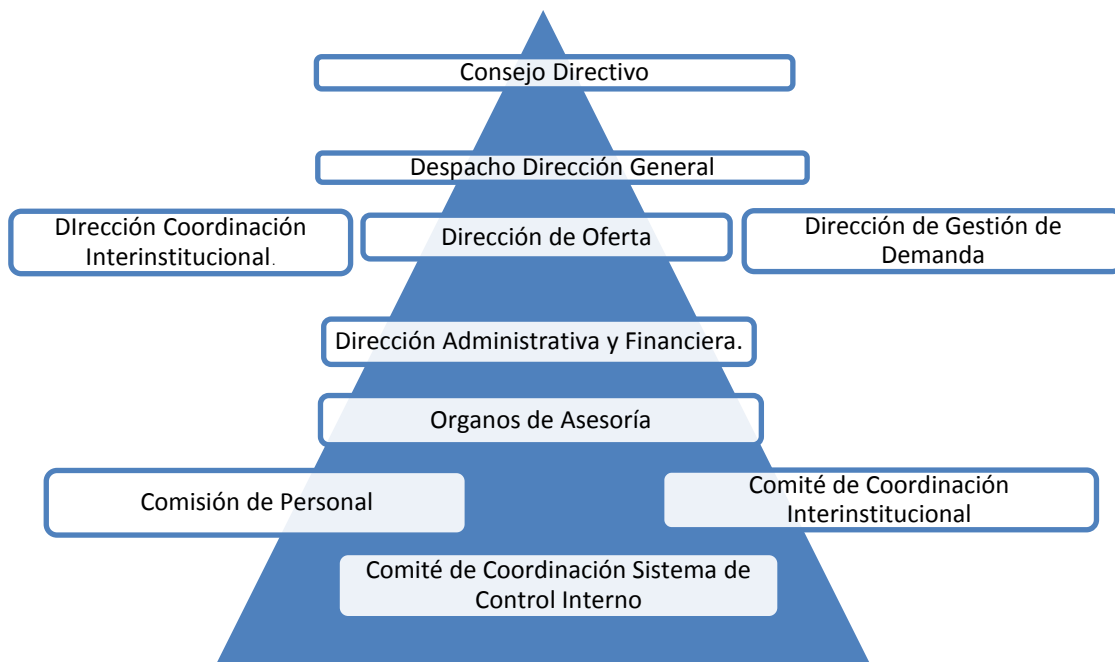 Consejo Directivo
Despacho Dirección General
DIrección Coordinación
Interinstitucional.
Dirección de Oferta
Dirección de Gestión de
Demanda
Dirección Administrativa y Financiera.
Organos de Asesoría
Comisión de Personal
Comité de Coordinación
Interinstitucional
Comité de Coordinación Sistema de
Control Interno